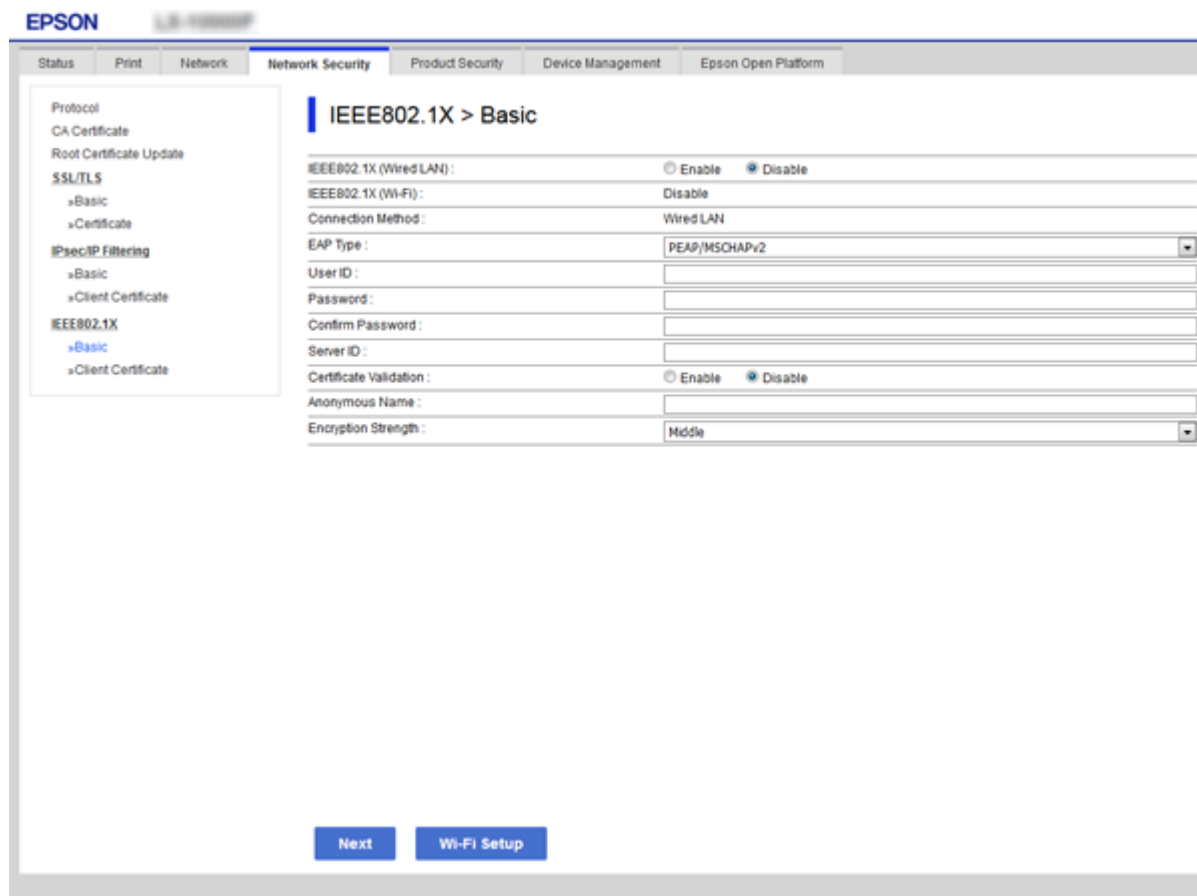 EPSON
Status Print Network Network Security Product Security Device Management Epson Open Platform
Protocol
CA Certificate
Root Certificate Update
SSL/TLS
»Basic
»Certificate
IPsec/IP Filtering
»Basic
»Client Certificate
IEEE802.1X
»Basic
»Client Certificate
IEEE802.1X > Basic
IEEE802.1X (Wired LAN) : Enable Disable
IEEE802.1X (Wi-Fi) : Disable
Connection Method : Wired LAN
EAP Type : PEAP/MSCHAPv2
User ID :
Password :
Confirm Password :
Server ID :
Certificate Validation : Enable Disable
Anonymous Name :
Encryption Strength : Middle
Next Wi-Fi Setup